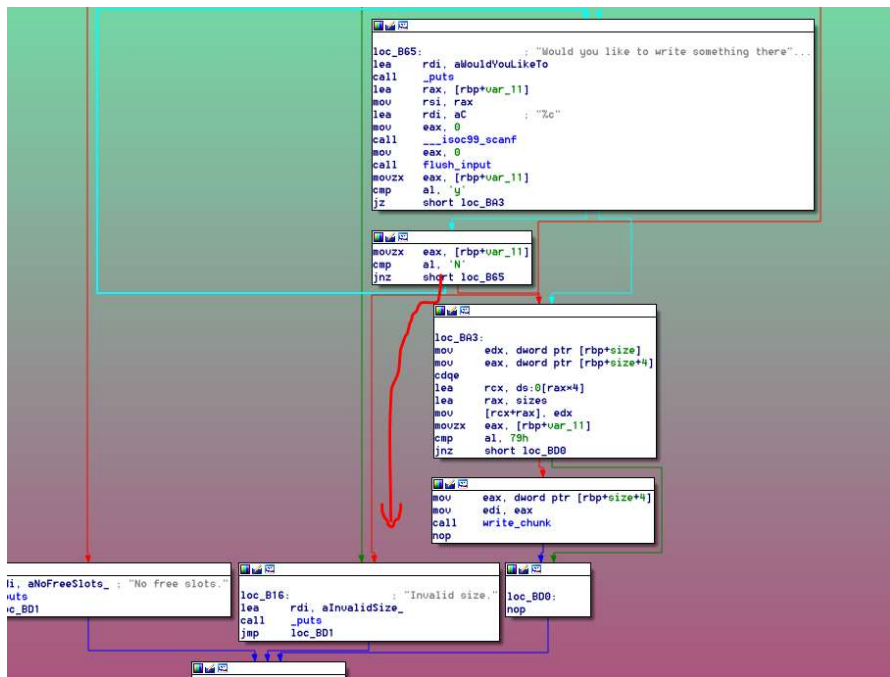 loc_B65: ; "Would you like to write something there"...
lea rdi, aWouldYouLikeTo
call _puts
lea rax, [rbp+var_11]
mov rsi, rax
lea rdi, aC ; "%c"
mov eax, 0
call ___isoc99_scanf
mov eax, 0
call flush_input
movzx eax, [rbp+var_11]
cmp al, 'y'
jz short loc_BA3
movzx eax, [rbp+var_11]
cmp al, 'N'
jnz short loc_B65
loc_BA3:
mov edx, dword ptr [rbp+size]
mov eax, dword ptr [rbp+size+4]
cdqe
lea rcx, ds:0[rax*4]
lea rax, sizes
mov [rcx+rax], edx
movzx eax, [rbp+var_11]
cmp al, 79h
jnz short loc_BD0
mov eax, dword ptr [rbp+size+4]
mov edi, eax
call write_chunk
nop
di, aNoFreeSlots_ ; "No free slots."
puts
oc_BD1
loc_B16: ; "Invalid size."
lea rdi, aInvalidSize_
call _puts
jmp loc_BD1
loc_BD0:
nop